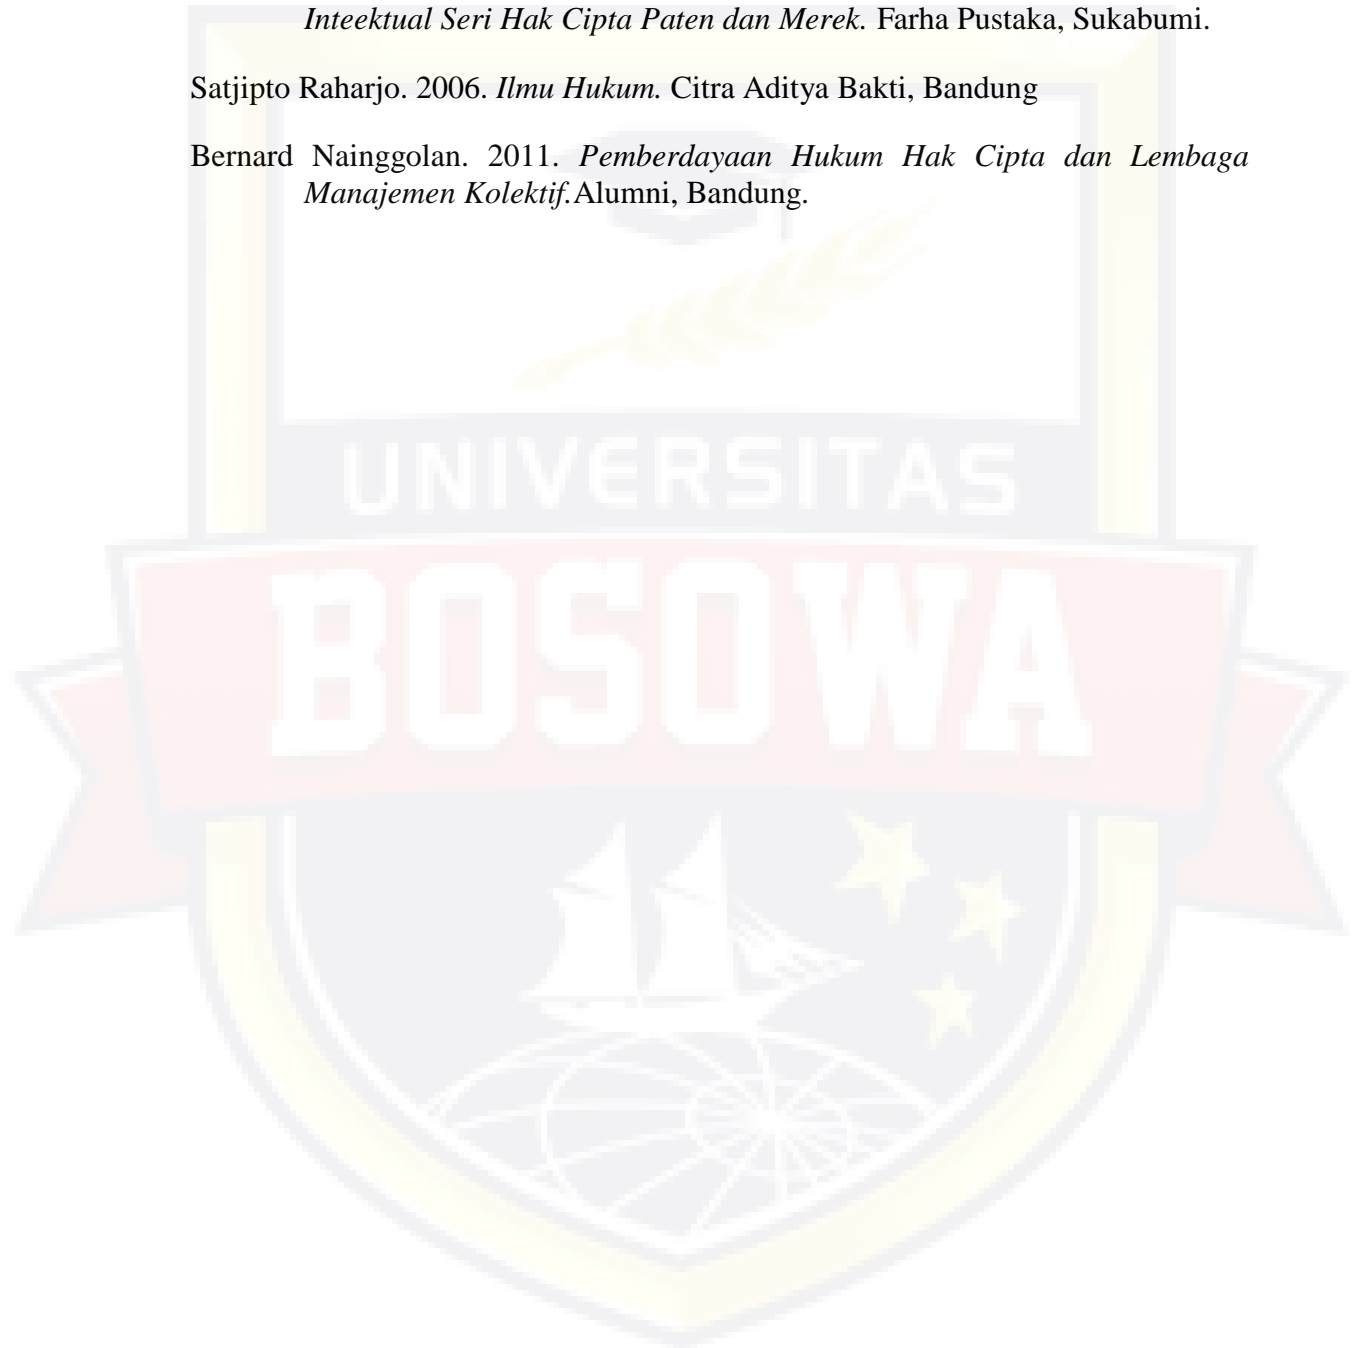 Inteektual Seri Hak Cipta Paten dan Merek. Farha Pustaka, Sukabumi.
Satjipto Raharjo. 2006. Ilmu Hukum. Citra Aditya Bakti, Bandung
Bernard Nainggolan. 2011. Pemberdayaan Hukum Hak Cipta dan Lembaga
Manajemen Kolektif.Alumni, Bandung.
UNIVERSITAS
BOSOWA